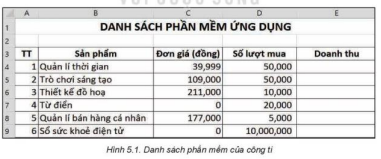 A B C D E
1 DANH SÁCH PHẦN MỀM ỨNG DỤNG
2
3 TT Sản phẩm Đơn giá (đồng) Số lượt mua Doanh thu
4 1 Quản lí thời gian 39,999 50,000
5 2 Trò chơi sáng tạo 109,000 50,000
6 3 Thiết kế đồ hoạ 211,000 10,000
7 4 Từ điển 0 20,000
8 5 Quản lí bán hàng cá nhân 177,000 5,000
9 6 Sổ sức khoẻ điện tử 0 10,000,000
Hình 5.1. Danh sách phần mềm của công ti